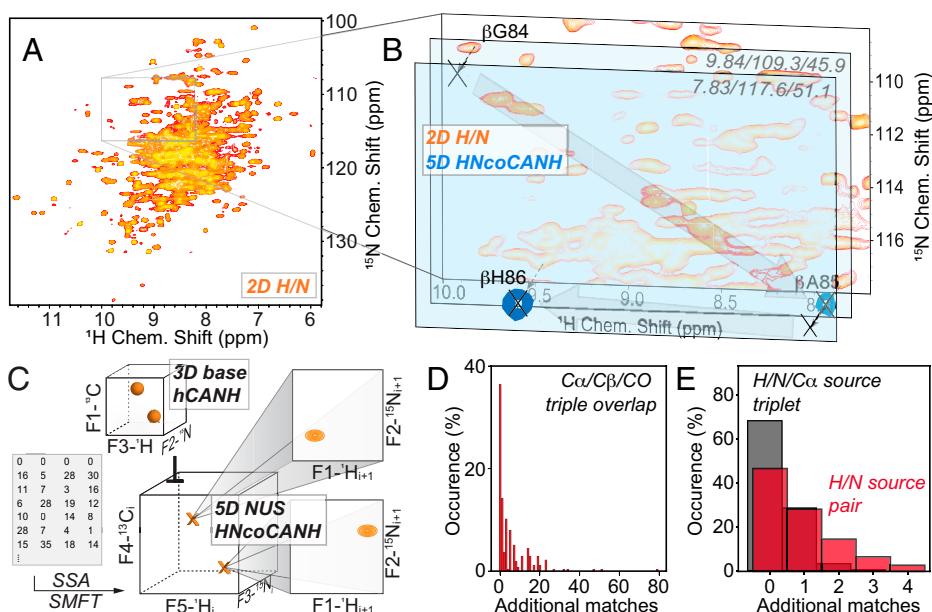 A
100
110
120
130
¹⁵N Chem. Shift (ppm)
2D H/N
11 10 9 8 7 6
¹H Chem. Shift (ppm)
B
βG84
9.84/109.3/45.9
7.83/117.6/51.1
2D H/N
5D HNcoCANH
110
112
114
116
¹⁵N Chem. Shift (ppm)
βH86
βA85
10.0 9.5 9.0 8.5
¹H Chem. Shift (ppm)
C
3D base
hCANH
F1-¹³C
F3-¹H
F2-¹⁵N
0 0 0 0
16 5 28 30
11 7 3 16
6 28 19 12
10 0 14 8
28 7 4 1
15 35 18 14
⋮
SSA
SMFT
5D NUS
HNcoCANH
F4-¹³Cᵢ
F5-¹Hᵢ
F3-¹⁵Nᵢ
F1-¹Hᵢ₊₁
F2-¹⁵Nᵢ₊₁
F1-¹Hᵢ₊₁
F2-¹⁵Nᵢ₊₁
D
Cα/Cβ/CO
triple overlap
Occurence (%)
40
20
0
0 20 40 60 80
Additional matches
E
H/N/Cα source
triplet
H/N source
pair
Occurence (%)
80
60
40
20
0
0 1 2 3 4
Additional matches